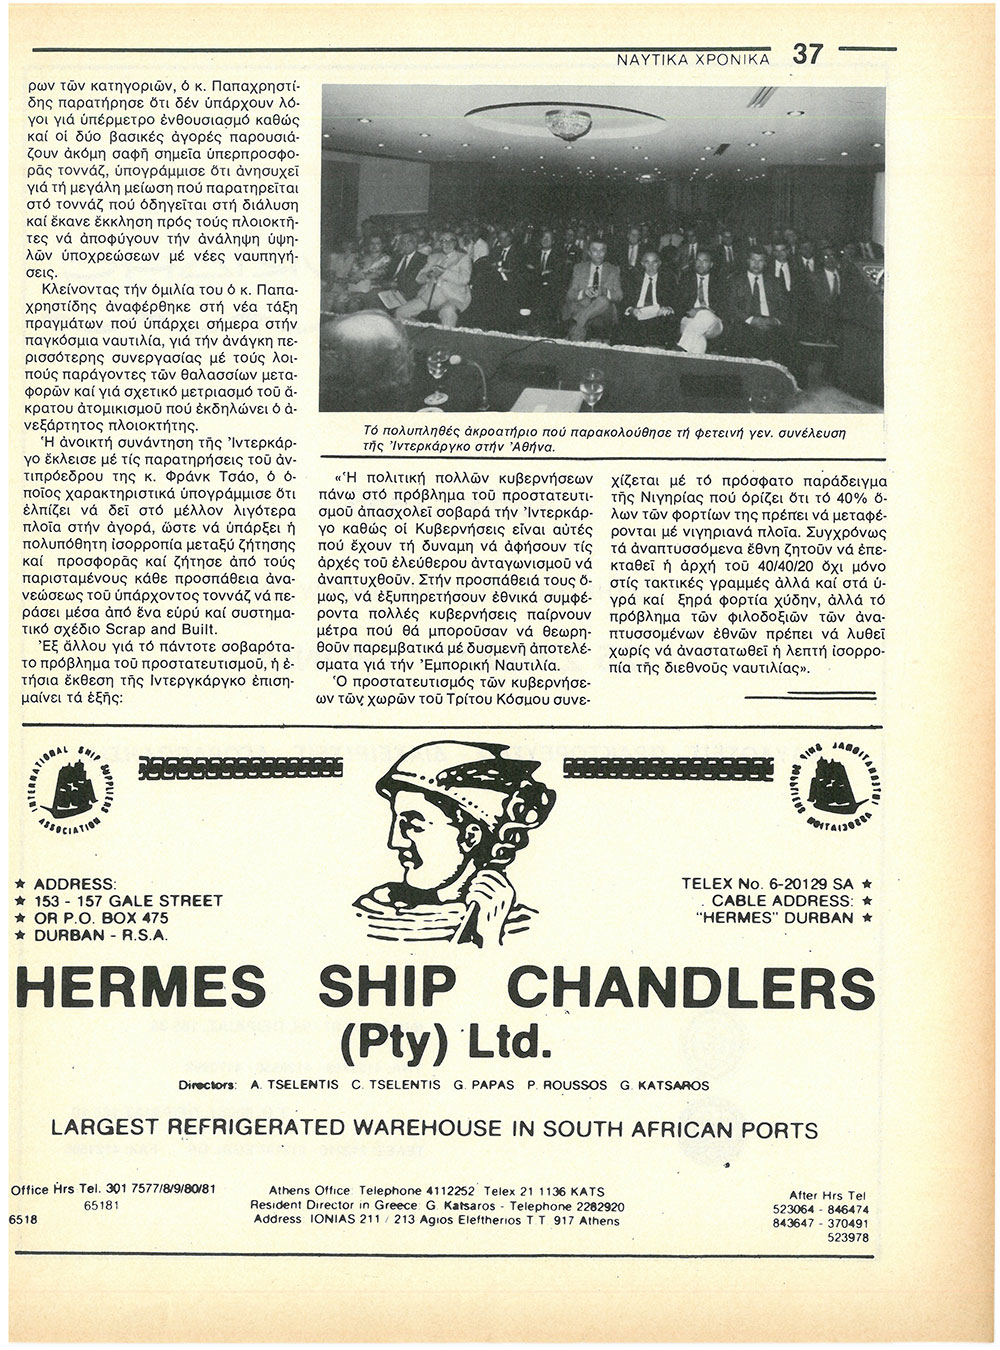 ΝΑΥΤΙΚΑ ΧΡΟΝΙΚΑ 37
ρων τῶν κατηγοριῶν, ὁ κ. Παπαχρηστί-
δης παρατήρησε ὅτι δέν ὑπάρχουν λό-
γοι γιά ὑπέρμετρο ἐνθουσιασμό καθώς
καί οἱ δύο βασικές ἀγορές παρουσιά-
ζουν ἀκόμη σαφῆ σημεῖα ὑπερπροσφο-
ρᾶς τοννάζ, ὑπογράμμισε ὅτι ἀνησυχεῖ
γιά τή μεγάλη μείωση πού παρατηρεῖται
στό τοννάζ πού ὁδηγεῖται στή διάλυση
καί ἔκανε ἔκκληση πρός τούς πλοιοκτῆ-
τες νά ἀποφύγουν τήν ἀνάληψη ὑψη-
λῶν ὑποχρεώσεων μέ νέες ναυπηγή-
σεις.
Κλείνοντας τήν ὁμιλία του ὁ κ. Παπα-
χρηστίδης ἀναφέρθηκε στή νέα τάξη
πραγμάτων πού ὑπάρχει σήμερα στήν
παγκόσμια ναυτιλία, γιά τήν ἀνάγκη πε-
ρισσότερης συνεργασίας μέ τούς λοι-
πούς παράγοντες τῶν θαλασσίων μετα-
φορῶν καί γιά σχετικό μετριασμό τοῦ ἄ-
κρατου ἀτομικισμοῦ πού ἐκδηλώνει ὁ ἀ-
νεξάρτητος πλοιοκτήτης.
Ἡ ἀνοικτή συνάντηση τῆς Ἰντερκάρ-
γο ἔκλεισε μέ τίς παρατηρήσεις τοῦ ἀν-
τιπρόεδρου της κ. Φράνκ Τσάο, ὁ ὁ-
ποῖος χαρακτηριστικά ὑπογράμμισε ὅτι
ἐλπίζει νά δεῖ στό μέλλον λιγότερα
πλοῖα στήν ἀγορά, ὥστε νά ὑπάρξει ἡ
πολυπόθητη ἰσορροπία μεταξύ ζήτησης
καί προσφορᾶς καί ζήτησε ἀπό τούς
παρισταμένους κάθε προσπάθεια ἀνα-
νεώσεως τοῦ ὑπάρχοντος τοννάζ νά πε-
ράσει μέσα ἀπό ἕνα εὐρύ καί συστημα-
τικό σχέδιο Scrap and Built.
Ἐξ ἄλλου γιά τό πάντοτε σοβαρότα-
το πρόβλημα τοῦ προστατευτισμοῦ, ἡ ἐ-
τήσια ἔκθεση τῆς Ἰντεργκάργκο ἐπιση-
μαίνει τά ἑξῆς:
Τό πολυπληθές ἀκροατήριο πού παρακολούθησε τή φετεινή γεν. συνέλευση
τῆς Ἰντερκάργκο στήν Ἀθήνα.
«Ἡ πολιτική πολλῶν κυβερνήσεων
πάνω στό πρόβλημα τοῦ προστατευτι-
σμοῦ ἀπασχολεῖ σοβαρά τήν Ἰντερκάρ-
γκο καθώς οἱ Κυβερνήσεις εἶναι αὐτές
πού ἔχουν τή δυναμη νά ἀφήσουν τίς
ἀρχές τοῦ ἐλεύθερου ἀνταγωνισμοῦ νά
ἀναπτυχθοῦν. Στήν προσπάθειά τους ὅ-
μως, νά ἐξυπηρετήσουν ἐθνικά συμφέ-
ροντα πολλές κυβερνήσεις παίρνουν
μέτρα πού θά μποροῦσαν νά θεωρη-
θοῦν παρεμβατικά μέ δυσμενῆ ἀποτελέ-
σματα γιά τήν Ἐμπορική Ναυτιλία.
Ὁ προστατευτισμός τῶν κυβερνήσε-
ων τῶν χωρῶν τοῦ Τρίτου Κόσμου συνε-
χίζεται μέ τό πρόσφατο παράδειγμα
τῆς Νιγηρίας πού ὁρίζει ὅτι τό 40% ὅ-
λων τῶν φορτίων της πρέπει νά μεταφέ-
ρονται μέ νιγηριανά πλοῖα. Συγχρόνως
τά ἀναπτυσσόμενα ἔθνη ζητοῦν νά ἐπε-
κταθεῖ ἡ ἀρχή τοῦ 40/40/20 ὄχι μόνο
στίς τακτικές γραμμές ἀλλά καί στά ὑ-
γρά καί ξηρά φορτία χύδην, ἀλλά τό
πρόβλημα τῶν φιλοδοξιῶν τῶν ἀνα-
πτυσσομένων ἐθνῶν πρέπει νά λυθεῖ
χωρίς νά ἀναστατωθεῖ ἡ λεπτή ἰσορρο-
πία τῆς διεθνοῦς ναυτιλίας».
INTERNATIONAL SHIP SUPPLIERS ASSOCIATION
INTERNATIONAL SHIP SUPPLIERS ASSOCIATION
★ ADDRESS:
★ 153 - 157 GALE STREET
★ OR P.O. BOX 475
★ DURBAN - R.S.A.
TELEX No. 6-20129 SA ★
CABLE ADDRESS: ★
"HERMES" DURBAN ★
HERMES SHIP CHANDLERS
(Pty) Ltd.
Directors: A. TSELENTIS C. TSELENTIS G. PAPAS P. ROUSSOS G. KATSAROS
LARGEST REFRIGERATED WAREHOUSE IN SOUTH AFRICAN PORTS
Office Hrs Tel. 301 7577/8/9/80/81
65181
6518
Athens Office: Telephone 4112252 Telex 21 1136 KATS
Resident Director in Greece: G. Katsaros - Telephone 2282920
Address: IONIAS 211 / 213 Agios Eleftherios T.T. 917 Athens
After Hrs Tel
523064 - 846474
843647 - 370491
523978